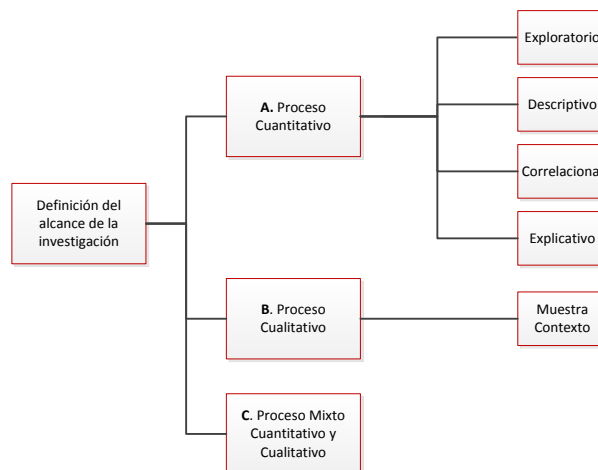 Definición del
alcance de la
investigación
A. Proceso
Cuantitativo
Exploratorio
Descriptivo
Correlaciona
Explicativo
B. Proceso
Cualitativo
Muestra
Contexto
C. Proceso Mixto
Cuantitativo y
Cualitativo